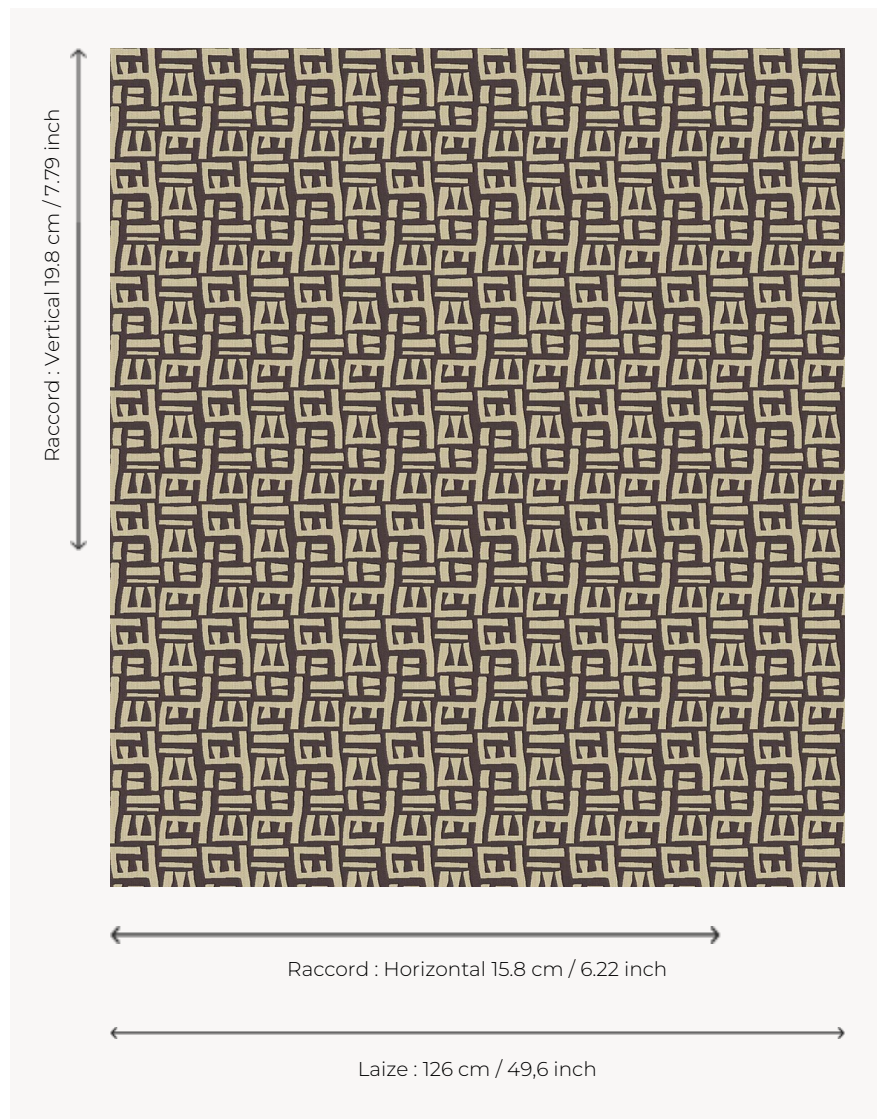 Raccord : Vertical 19.8 cm / 7.79 inch
Raccord : Horizontal 15.8 cm / 6.22 inch
Laize : 126 cm / 49,6 inch